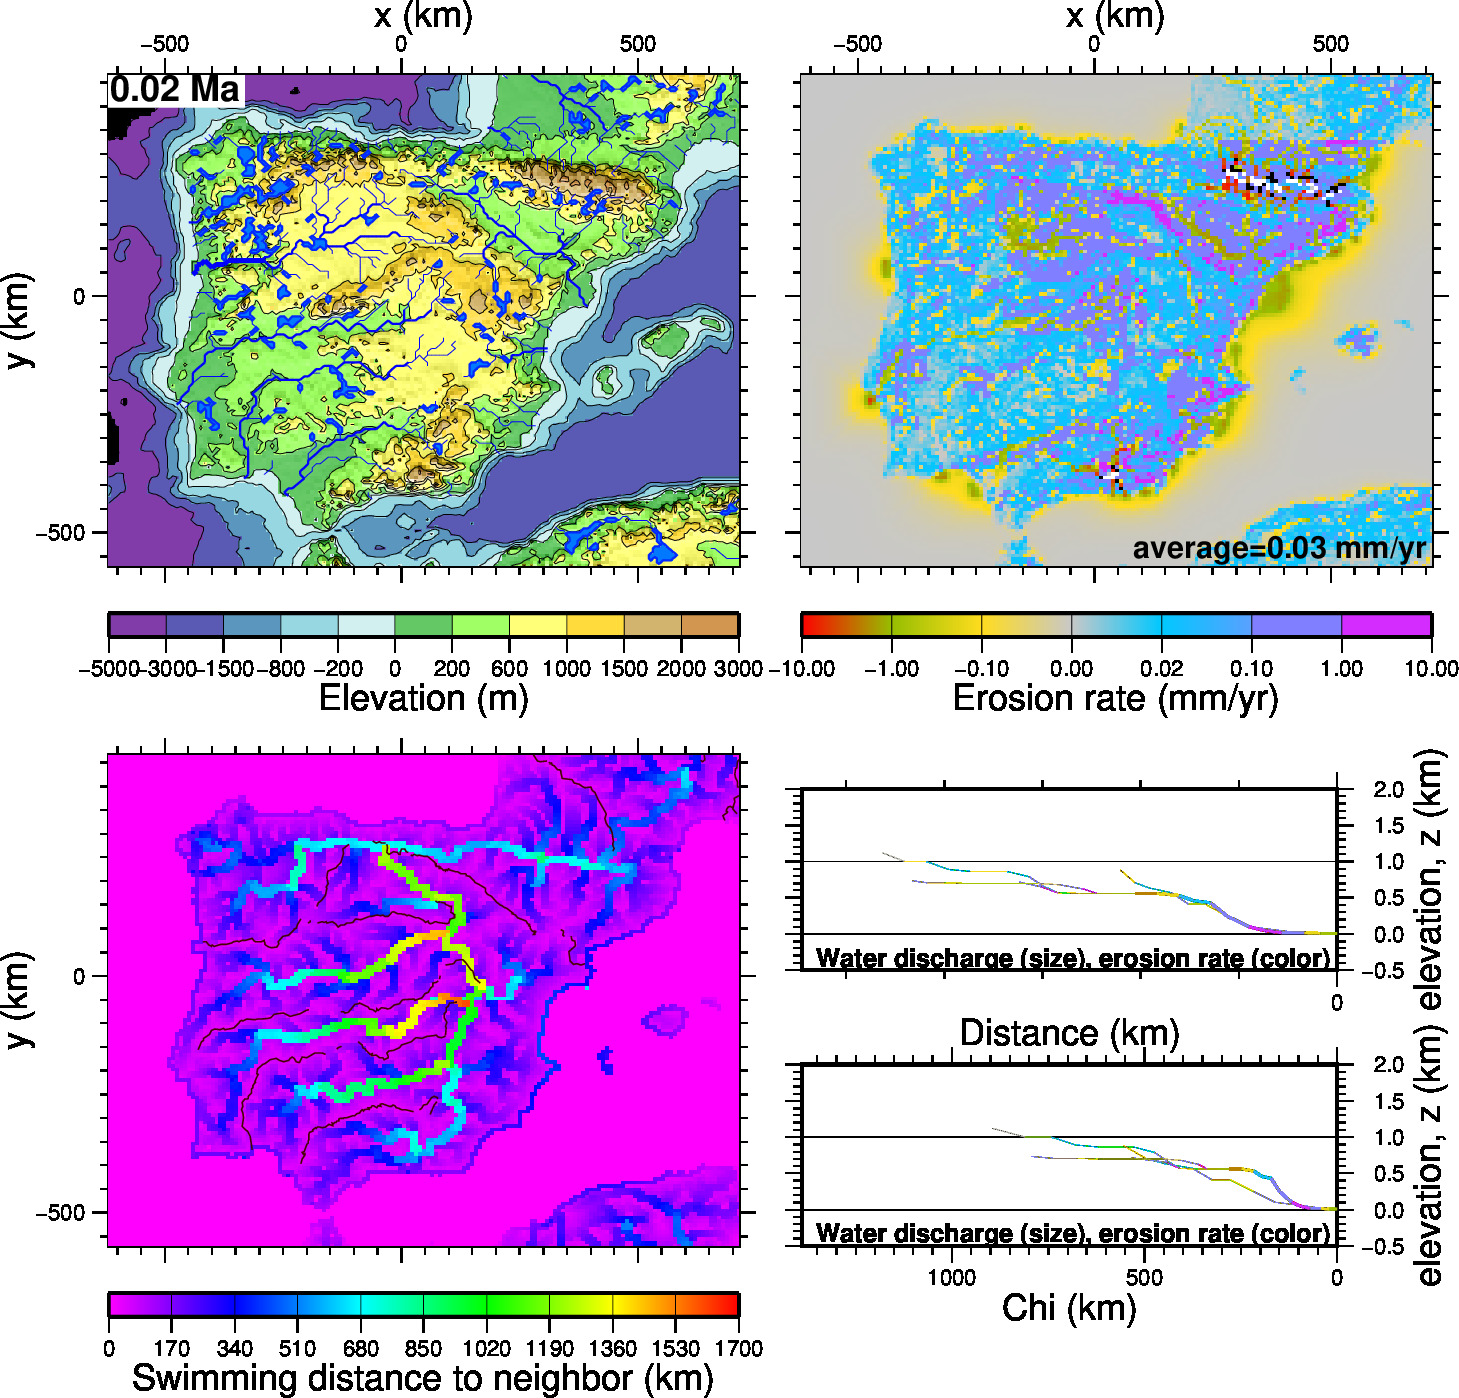 x (km)
−500 0 500
0.02 Ma
y (km)
0
−500
−5000 −3000 −1500 −800 −200 0 200 600 1000 1500 2000 3000
Elevation (m)
x (km)
−500 0 500
average=0.03 mm/yr
−10.00 −1.00 −0.10 0.00 0.02 0.10 1.00 10.00
Erosion rate (mm/yr)
y (km)
0
−500
0 170 340 510 680 850 1020 1190 1360 1530 1700
Swimming distance to neighbor (km)
2.0
1.5
1.0
0.5
0.0
−0.5
elevation, z (km)
Water discharge (size), erosion rate (color)
0
Distance (km)
2.0
1.5
1.0
0.5
0.0
−0.5
elevation, z (km)
Water discharge (size), erosion rate (color)
1000 500 0
Chi (km)